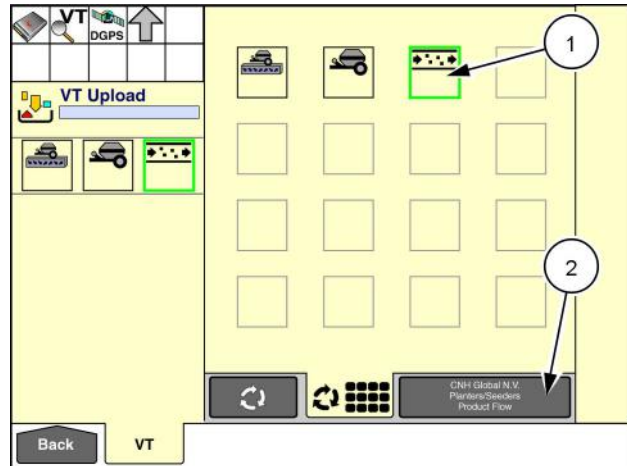 VT
DGPS
VT Upload
1
2
CNH Global N.V.
Planters/Seeders
Product Flow
Back
VT